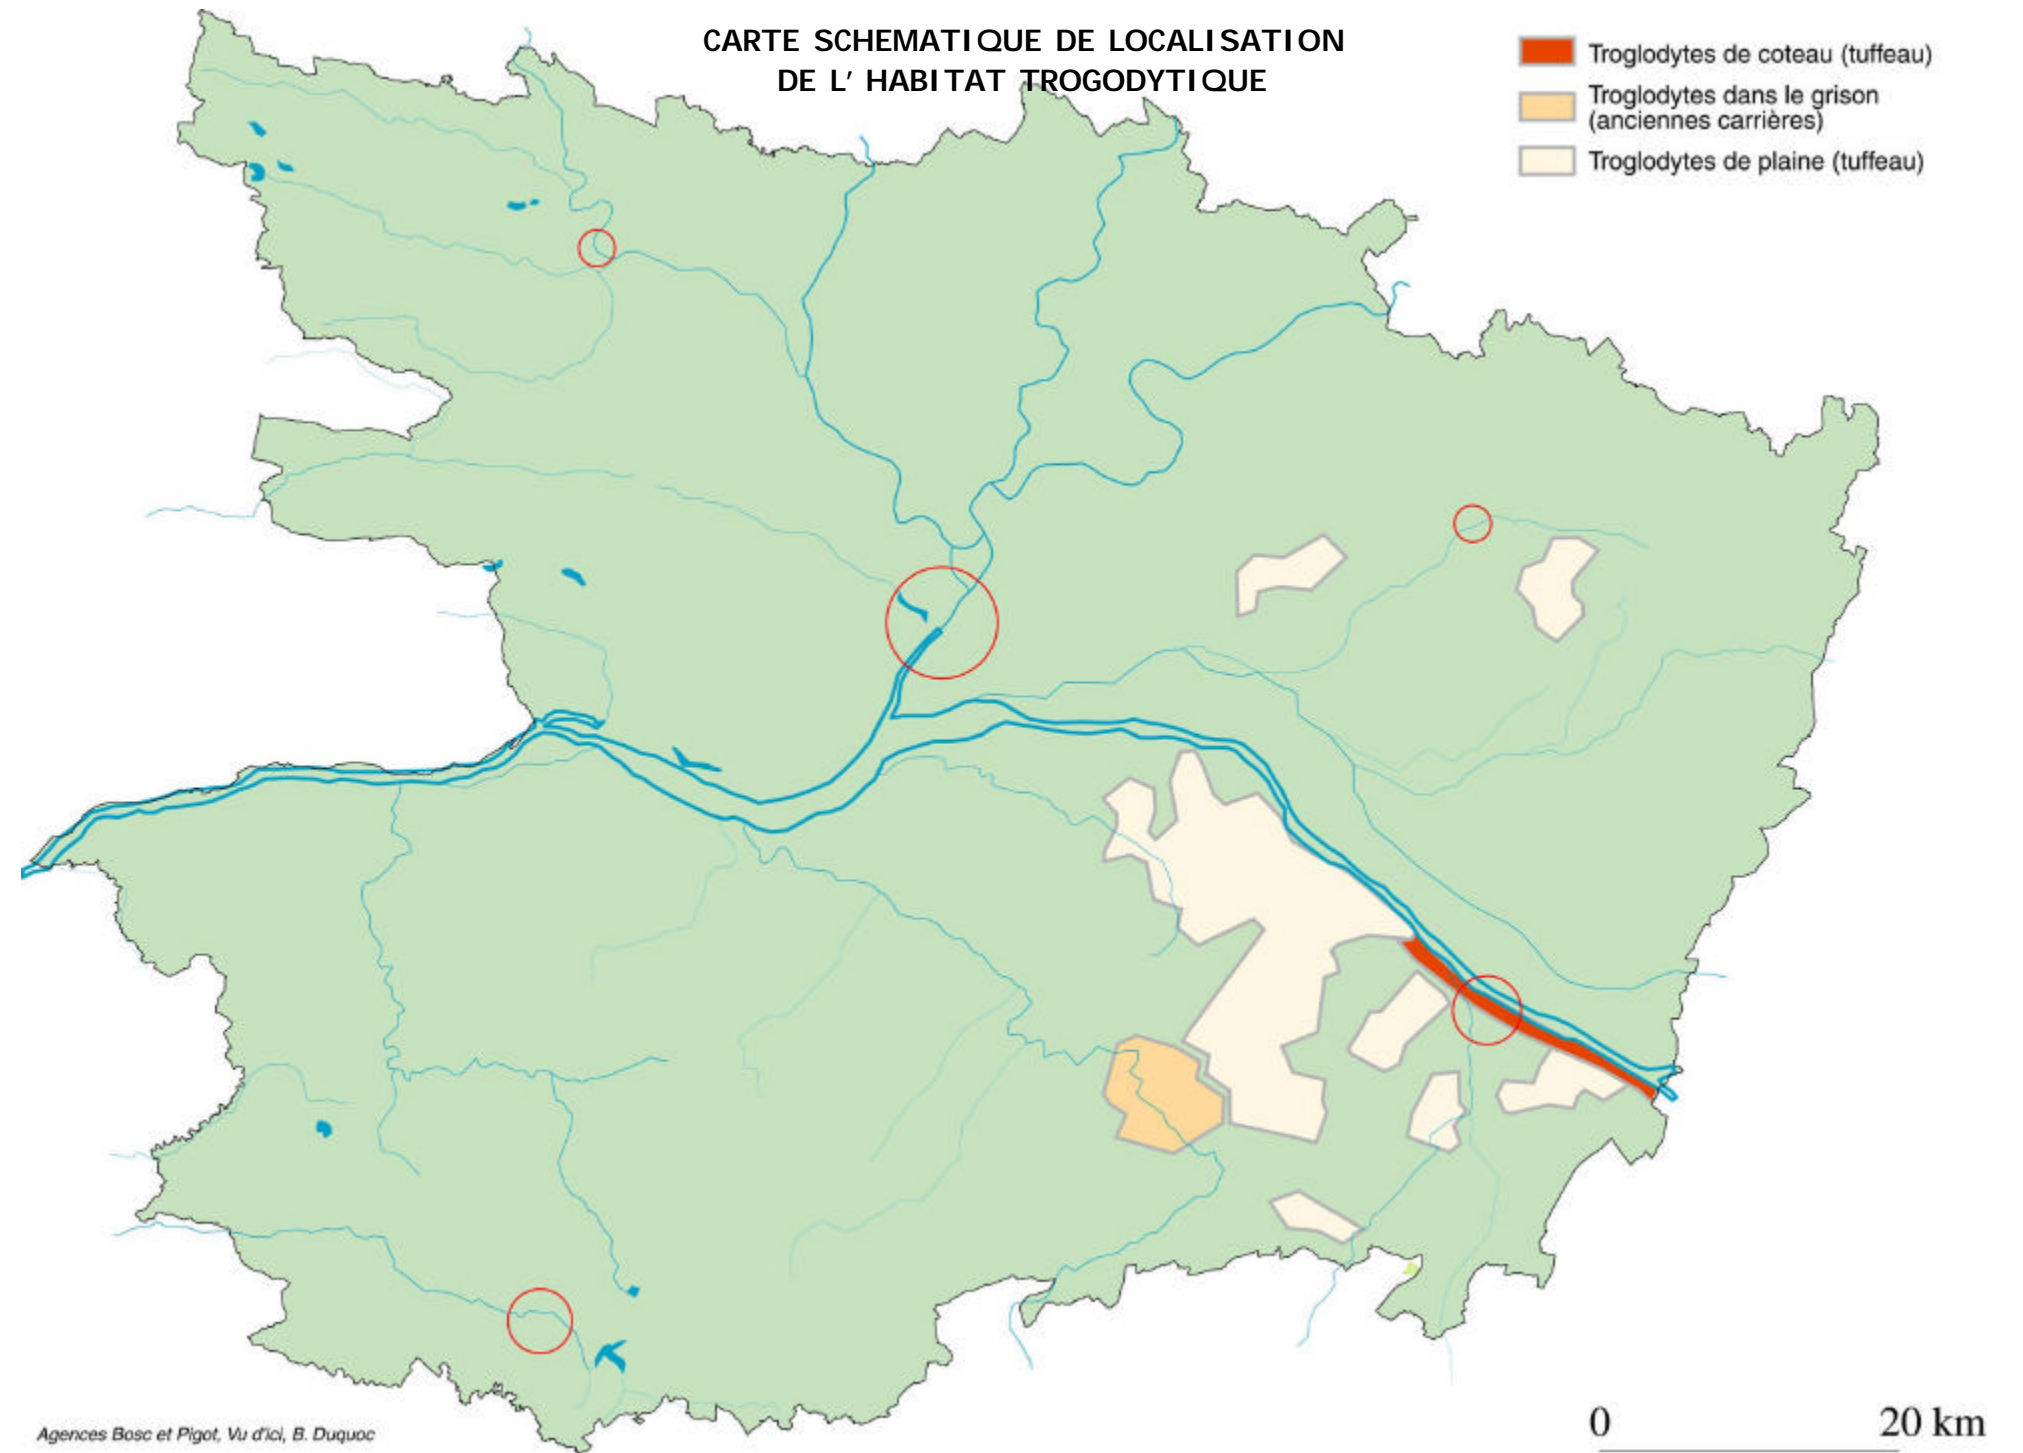 CARTE SCHEMATIQUE DE LOCALISATION
DE L' HABITAT TROGODYTIQUE
Troglodytes de coteau (tuffeau)
Troglodytes dans le grison
(anciennes carrières)
Troglodytes de plaine (tuffeau)
Agences Bosc et Pigot, Vu d'ici, B. Duquoc
0 20 km